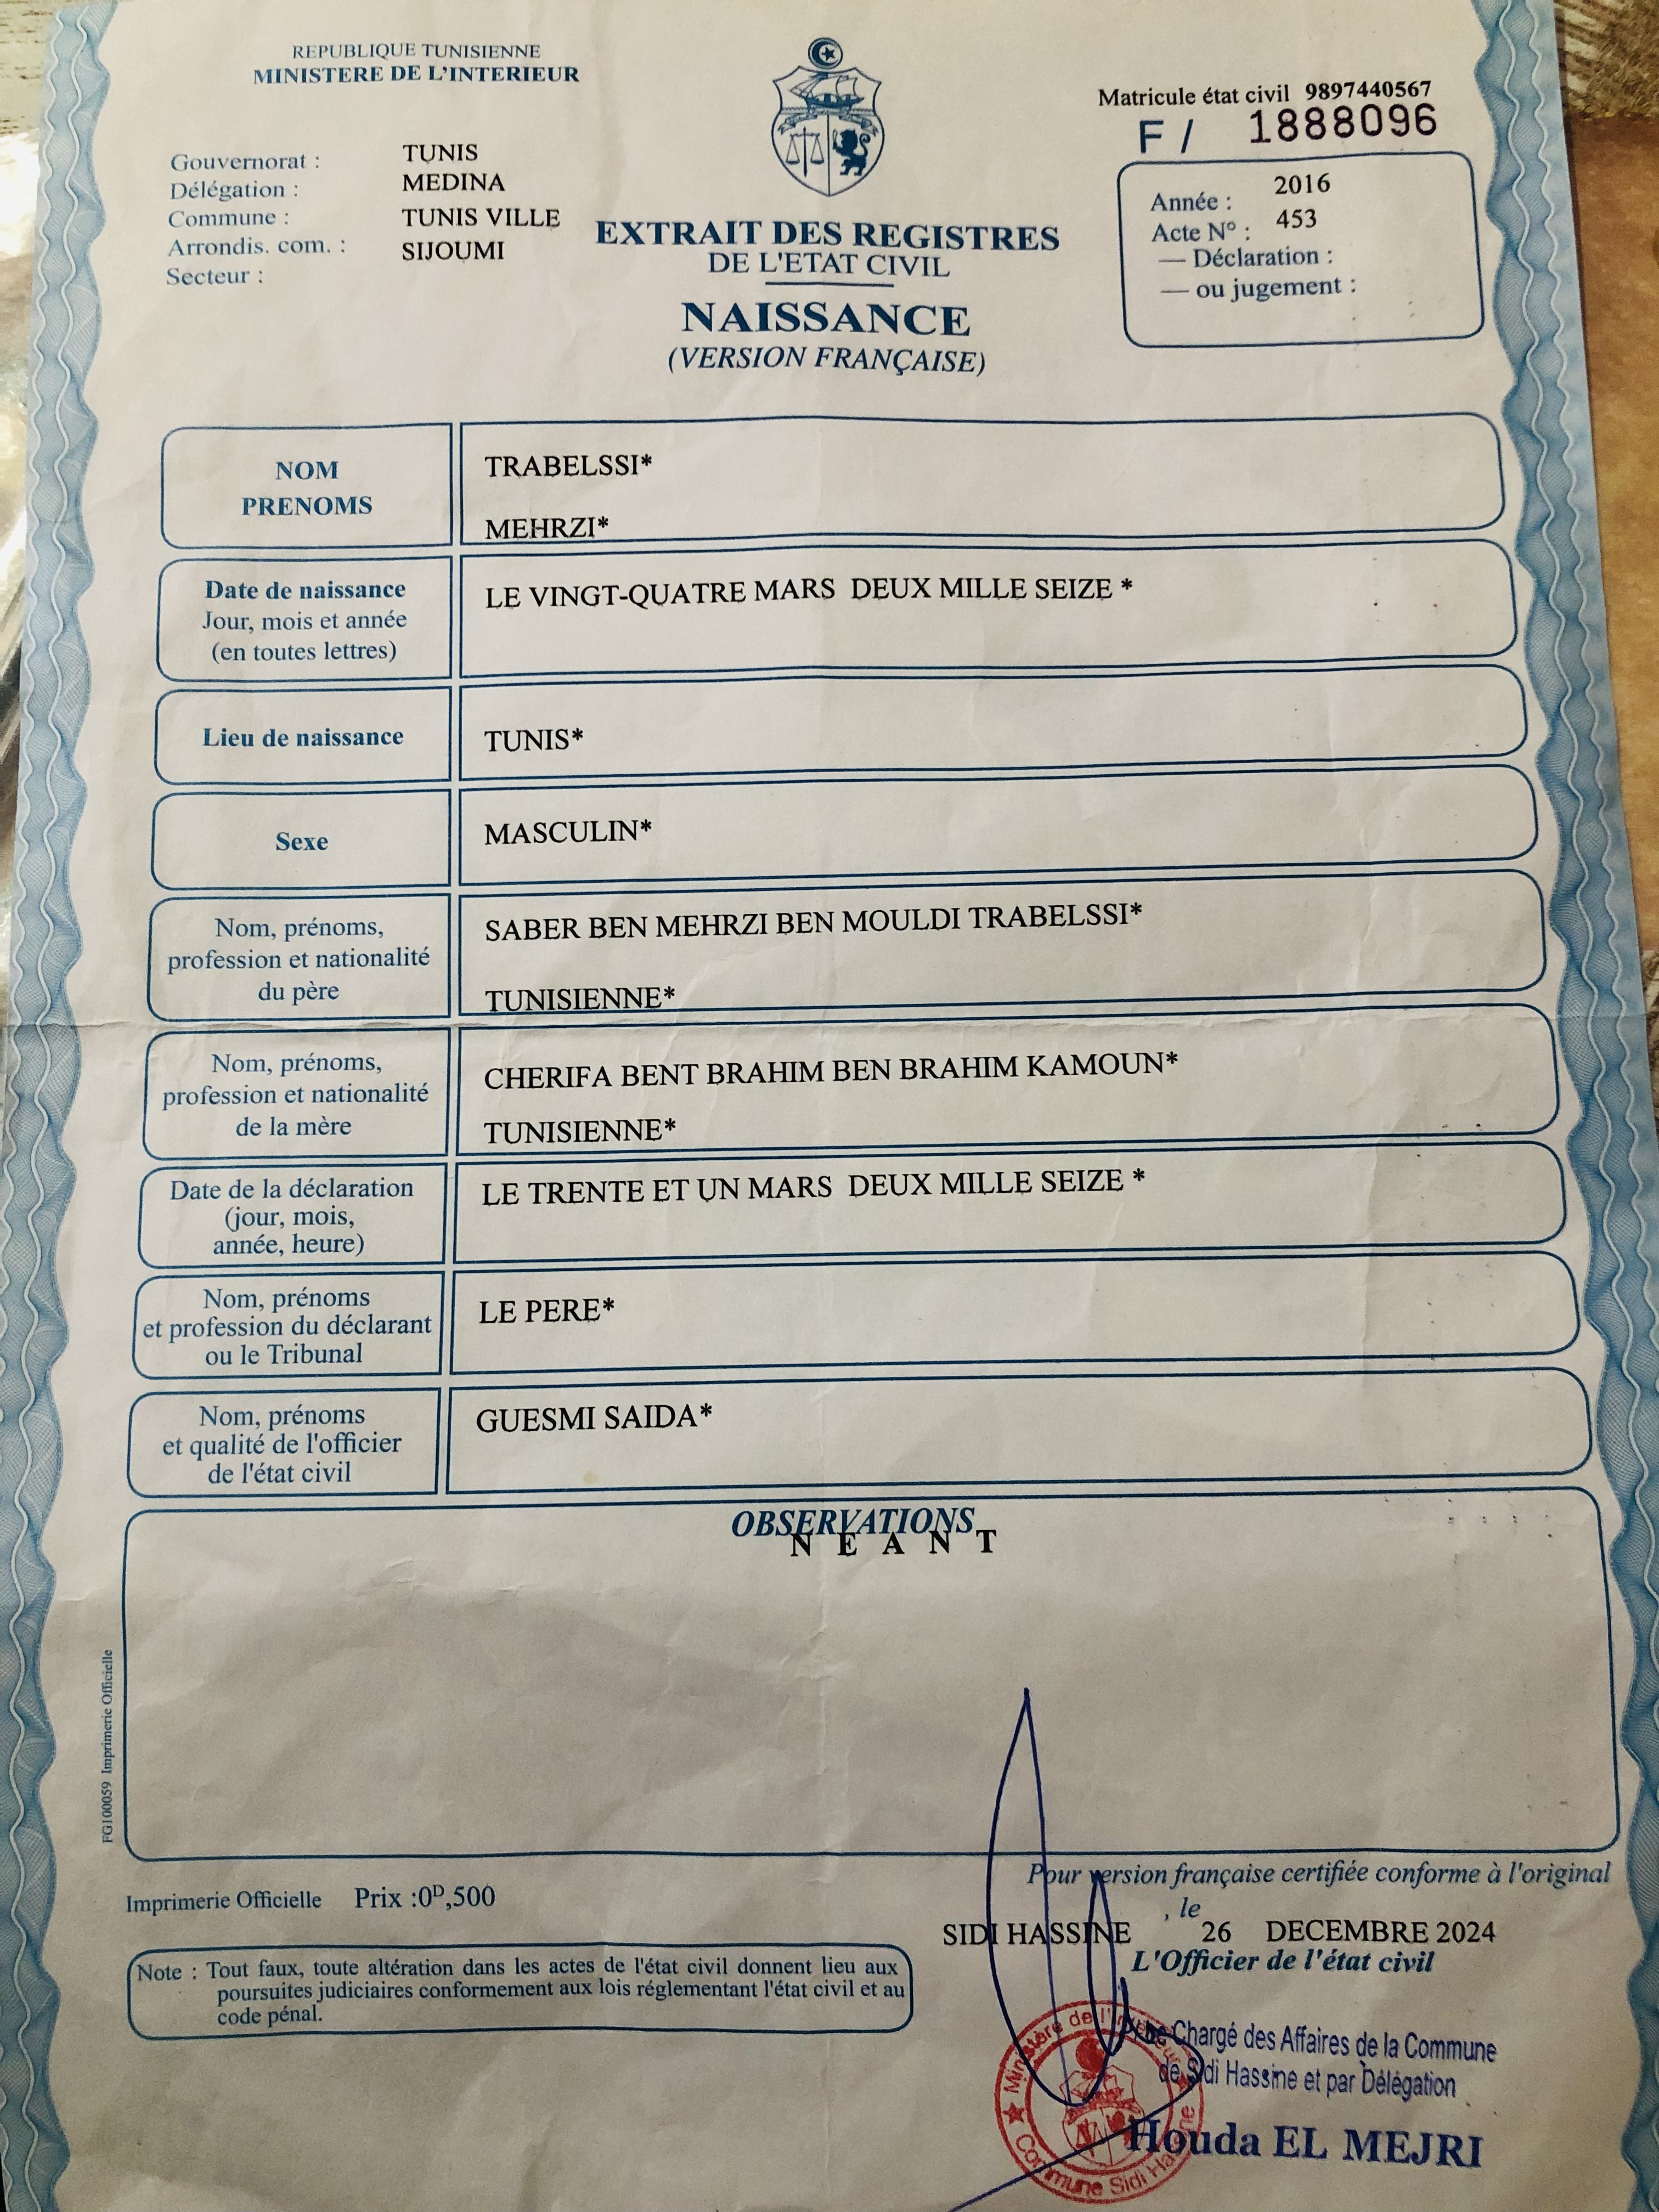 REPUBLIQUE TUNISIENNE
MINISTERE DE L'INTERIEUR
Matricule état civil 9897440567
F / 1888096
Gouvernorat : TUNIS
Délégation : MEDINA
Commune : TUNIS VILLE
Arrondis. com. : SIJOUMI
Secteur :
EXTRAIT DES REGISTRES
DE L'ETAT CIVIL
NAISSANCE
(VERSION FRANÇAISE)
Année : 2016
Acte N° : 453
— Déclaration :
— ou jugement :
NOM
PRENOMS
TRABELSSI*
MEHRZI*
Date de naissance
Jour, mois et année
(en toutes lettres)
LE VINGT-QUATRE MARS DEUX MILLE SEIZE *
Lieu de naissance
TUNIS*
Sexe
MASCULIN*
Nom, prénoms,
profession et nationalité
du père
SABER BEN MEHRZI BEN MOULDI TRABELSSI*
TUNISIENNE*
Nom, prénoms,
profession et nationalité
de la mère
CHERIFA BENT BRAHIM BEN BRAHIM KAMOUN*
TUNISIENNE*
Date de la déclaration
(jour, mois,
année, heure)
LE TRENTE ET UN MARS DEUX MILLE SEIZE *
Nom, prénoms
et profession du déclarant
ou le Tribunal
LE PERE*
Nom, prénoms
et qualité de l'officier
de l'état civil
GUESMI SAIDA*
OBSERVATIONS
N E A N T
FG100059 Imprimerie Officielle
Pour version française certifiée conforme à l'original
Imprimerie Officielle Prix :0ᴰ,500
SIDI HASSINE , le 26 DECEMBRE 2024
L'Officier de l'état civil
Note : Tout faux, toute altération dans les actes de l'état civil donnent lieu aux
poursuites judiciaires conformement aux lois réglementant l'état civil et au
code pénal.
Chargé des Affaires de la Commune
de Sidi Hassine et par Délégation
Houda EL MEJRI
Ministère de
Commune Sidi